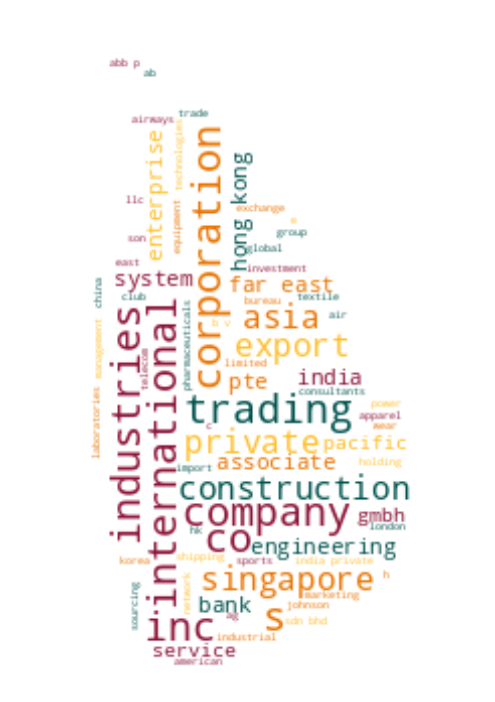 abb p
ab
trade
airways
technologies
enterprise
corporation
hong kong
llc
equipment
exchange
e
group
son
global
east
investment
system
far east
china
club
bureau
textile
industries
international
pharmaceuticals
b v
asia
air
management
export
telecom
limited
pte
india
consultants
laboratories
trading
power
apparel
wear
c
private
pacific
import
associate
holding
construction
company
gmbh
hk
london
co
engineering
korea
shipping
sports
india private
singapore
h
sourcing
network
marketing
bank
johnson
ag
s
sdn bhd
inc
industrial
service
american